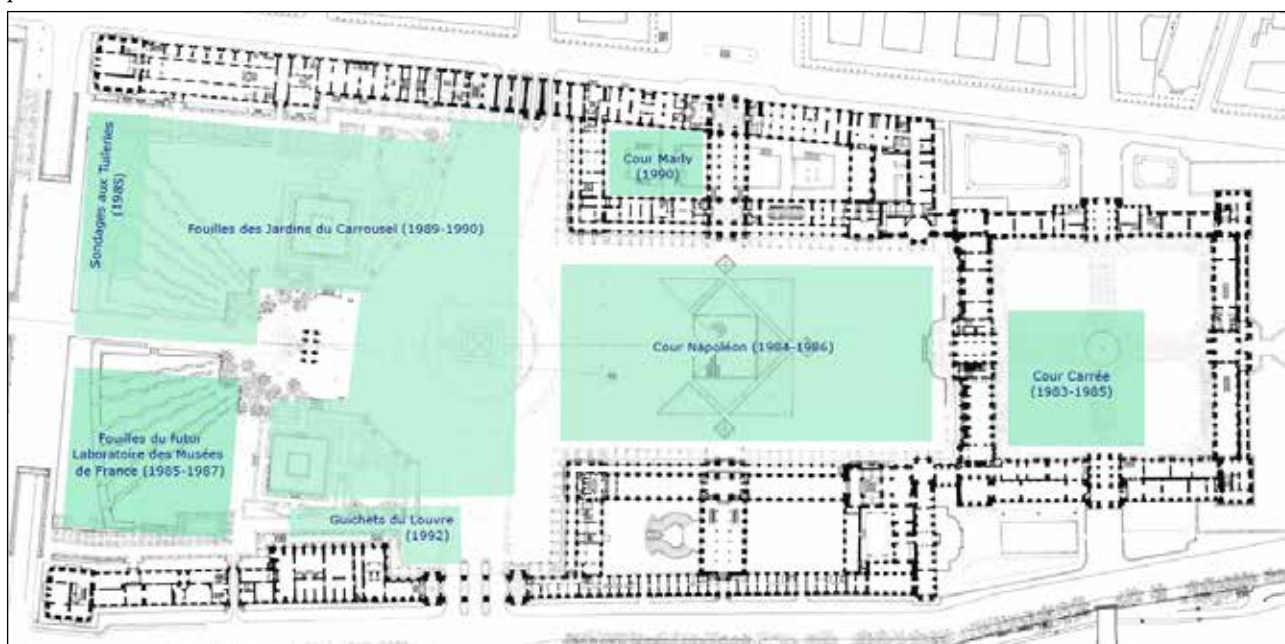 Sondages aux Tuileries
(1985)
Fouilles des Jardins du Carrousel (1989-1990)
Cour Marly
(1990)
Cour Napoléon (1984-1986)
Cour Carrée
(1983-1985)
Fouilles du futur
Laboratoire des Musées
de France (1985-1987)
Guichets du Louvre
(1992)